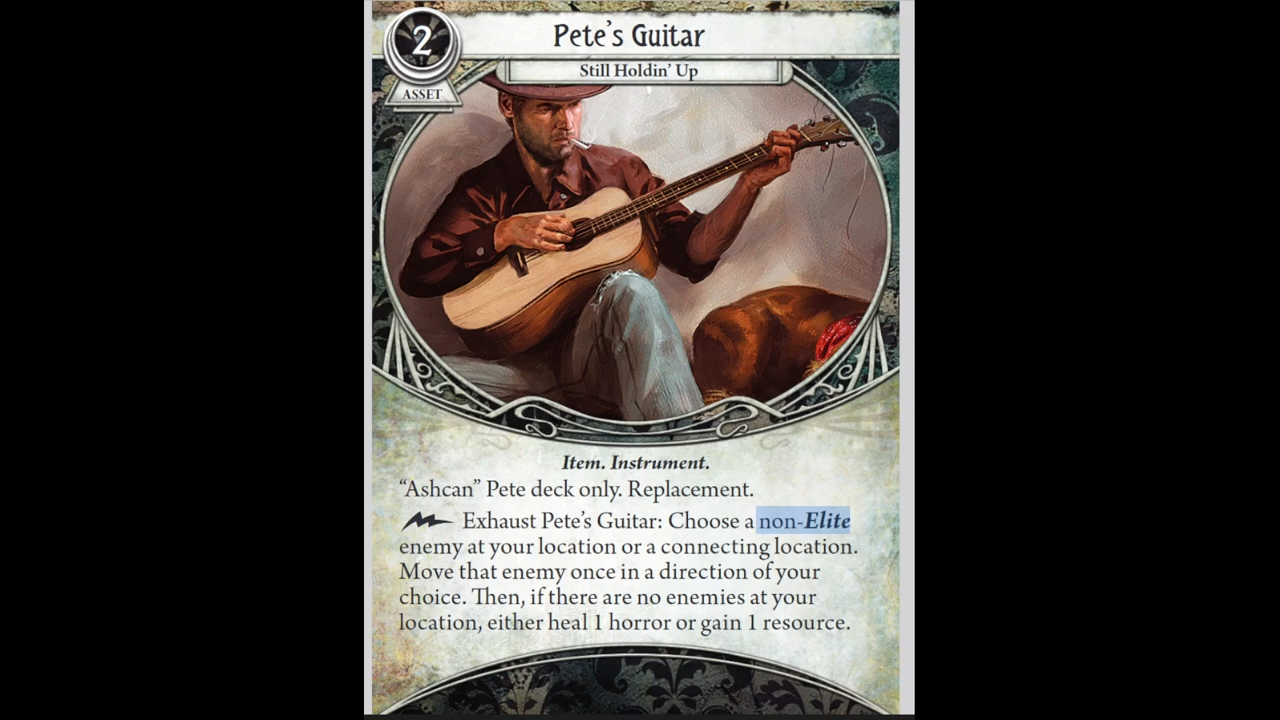 2
Pete's Guitar
Still Holdin' Up
ASSET
Item. Instrument.
“Ashcan” Pete deck only. Replacement.
Exhaust Pete's Guitar: Choose a non-Elite
enemy at your location or a connecting location.
Move that enemy once in a direction of your
choice. Then, if there are no enemies at your
location, either heal 1 horror or gain 1 resource.